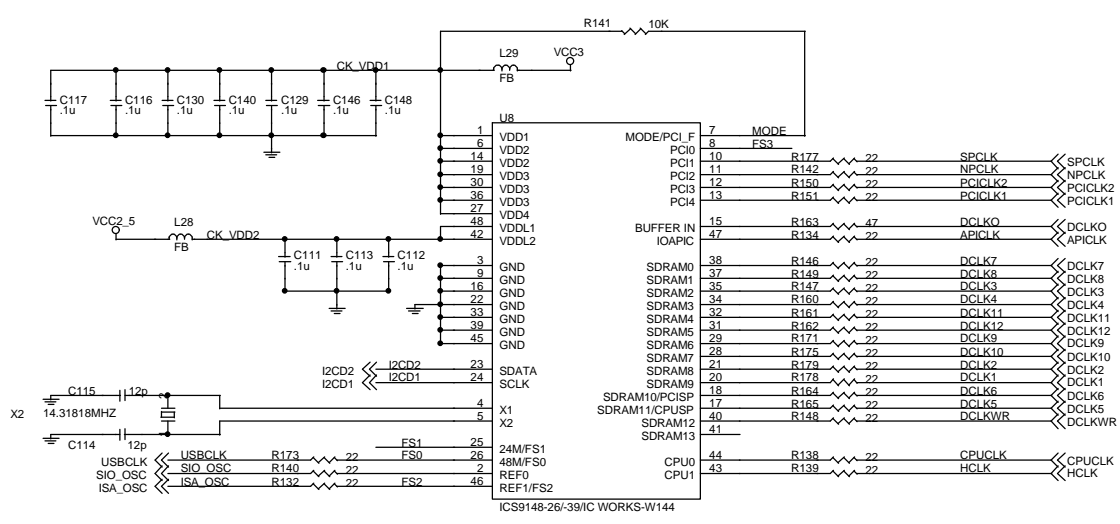 R141 10K
L29 VCC3
CK_VDD1
FB
C117 C116 C130 C140 C129 C146 C148
.1u .1u .1u .1u .1u .1u .1u
U8
1 VDD1 MODE/PCI_F 7 MODE
6 VDD2 PCI0 8 FS3
14 VDD2 PCI1 10 R177 22 SPCLK SPCLK
19 VDD3 PCI2 11 R142 22 NPCLK NPCLK
30 VDD3 PCI3 12 R150 22 PCICLK2 PCICLK2
36 VDD3 PCI4 13 R151 22 PCICLK1 PCICLK1
27 VDD4
VCC2_5 L28 48 VDDL1 BUFFER IN 15 R163 47 DCLKO DCLKO
FB CK_VDD2 42 VDDL2 IOAPIC 47 R134 22 APICLK APICLK
C111 C113 C112
.1u .1u .1u
3 GND SDRAM0 38 R146 22 DCLK7 DCLK7
9 GND SDRAM1 37 R149 22 DCLK8 DCLK8
16 GND SDRAM2 35 R147 22 DCLK3 DCLK3
22 GND SDRAM3 34 R160 22 DCLK4 DCLK4
33 GND SDRAM4 32 R161 22 DCLK11 DCLK11
39 GND SDRAM5 31 R162 22 DCLK12 DCLK12
45 GND SDRAM6 29 R171 22 DCLK9 DCLK9
SDRAM7 28 R175 22 DCLK10 DCLK10
I2CD2 I2CD2 23 SDATA SDRAM8 21 R179 22 DCLK2 DCLK2
I2CD1 I2CD1 24 SCLK SDRAM9 20 R178 22 DCLK1 DCLK1
C115 12p SDRAM10/PCISP 18 R164 22 DCLK6 DCLK6
X2 14.31818MHZ 4 X1 SDRAM11/CPUSP 17 R165 22 DCLK5 DCLK5
5 X2 SDRAM12 40 R148 22 DCLKWR DCLKWR
C114 12p SDRAM13 41
FS1 25 24M/FS1
USBCLK USBCLK R173 22 FS0 26 48M/FS0 CPU0 44 R138 22 CPUCLK CPUCLK
SIO_OSC SIO_OSC R140 22 2 REF0 CPU1 43 R139 22 HCLK HCLK
ISA_OSC ISA_OSC R132 22 FS2 46 REF1/FS2
ICS9148-26/-39/IC WORKS-W144